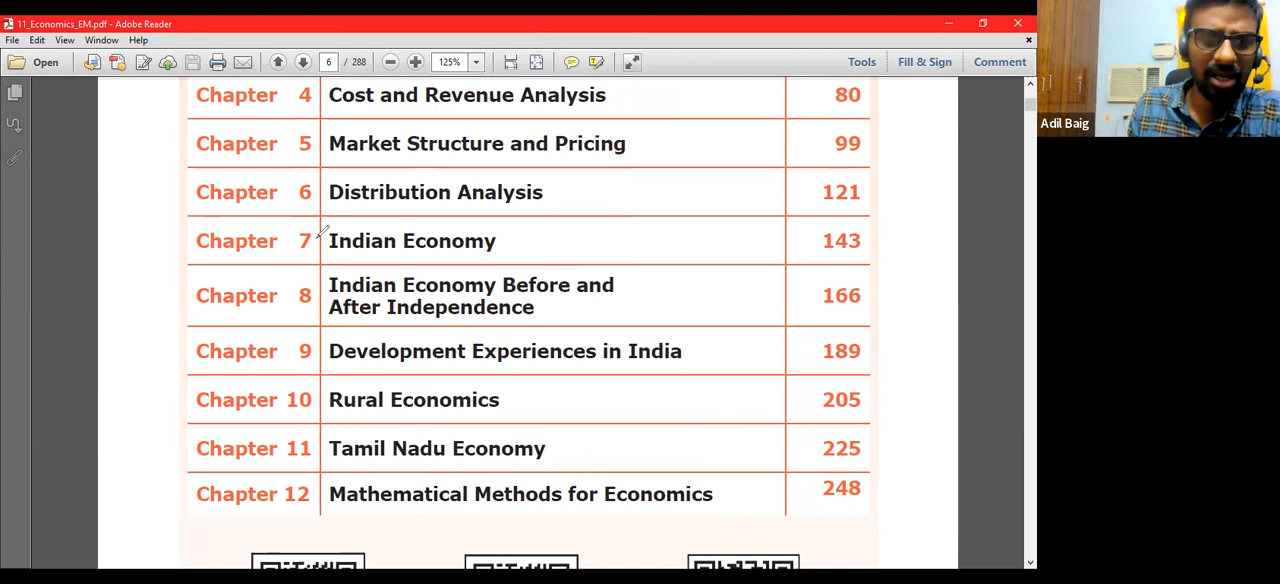 11_Economics_EM.pdf - Adobe Reader
File Edit View Window Help
Open 6 / 288 125% Tools Fill & Sign Comment
Chapter 4 Cost and Revenue Analysis 80
Chapter 5 Market Structure and Pricing 99
Chapter 6 Distribution Analysis 121
Chapter 7 Indian Economy 143
Chapter 8 Indian Economy Before and
After Independence 166
Chapter 9 Development Experiences in India 189
Chapter 10 Rural Economics 205
Chapter 11 Tamil Nadu Economy 225
Chapter 12 Mathematical Methods for Economics 248
Adil Baig